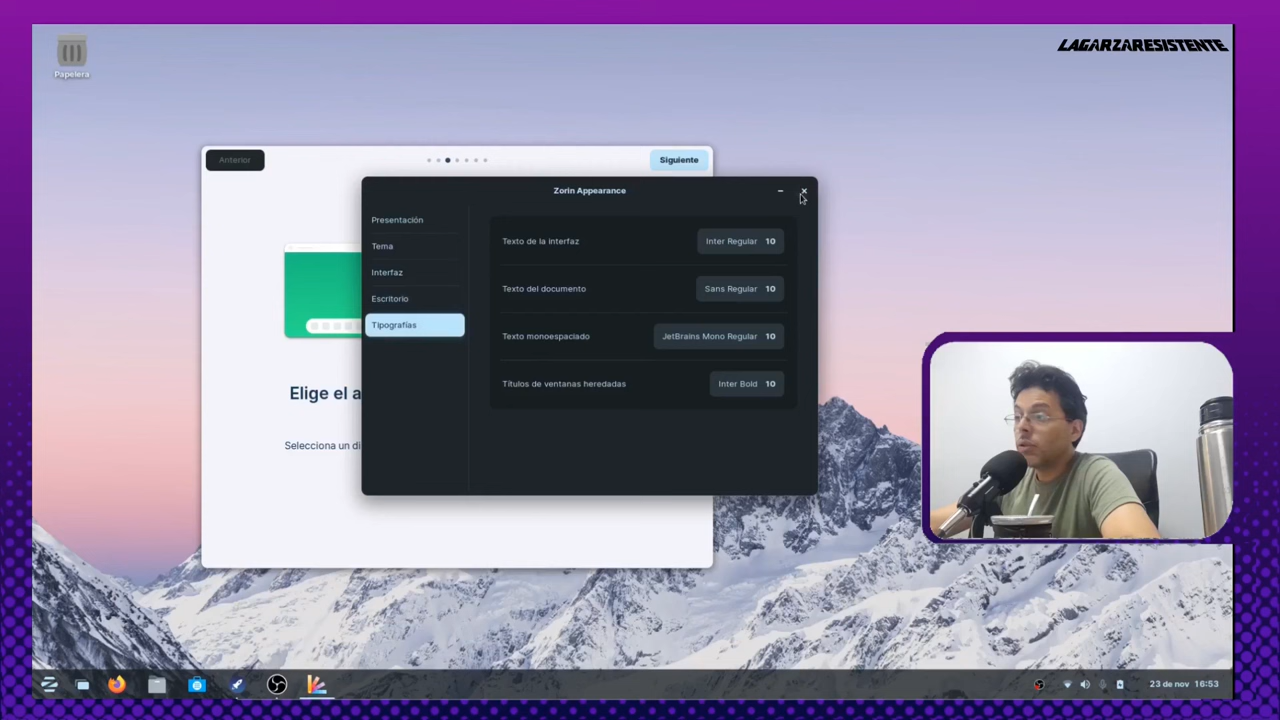 LAGARZARESISTENTE
Papelera
Anterior
Siguiente
Zorin Appearance
Presentación
Tema
Interfaz
Escritorio
Tipografías
Texto de la interfaz
Inter Regular 10
Texto del documento
Sans Regular 10
Texto monoespaciado
JetBrains Mono Regular 10
Títulos de ventanas heredadas
Inter Bold 10
Elige el a
Selecciona un di
23 de nov 16:53